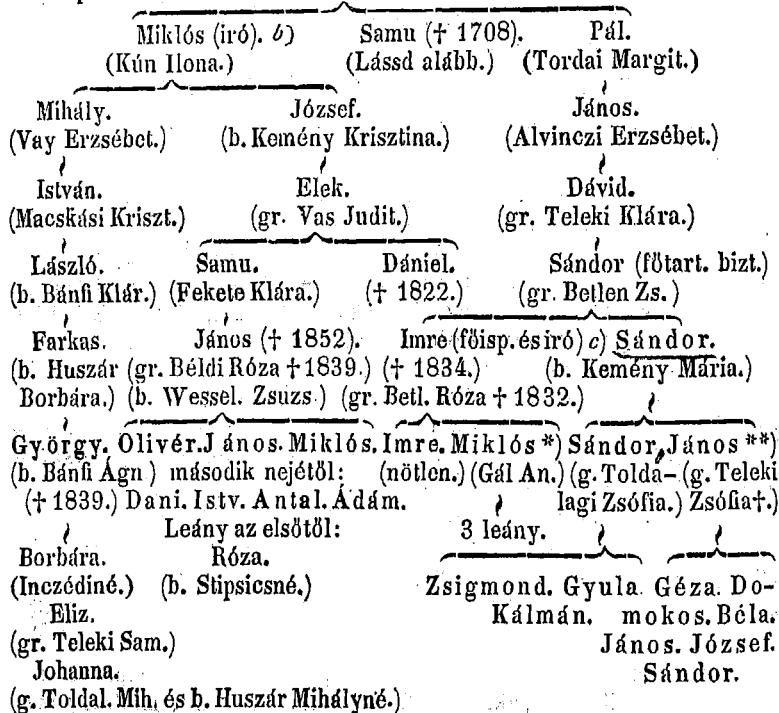 Miklós (iró). b) Samu († 1708). Pál.
(Kún Ilona.) (Lássd alább.) (Tordai Margit.)
Mihály. József. János.
(Vay Erzsébet.) (b. Kemény Krisztina.) (Alvinczi Erzsébet.)
István. Elek. Dávid.
(Macskási Kriszt.) (gr. Vas Judit.) (gr. Teleki Klára.)
László. Samu. Dániel. Sándor (főtart. bizt.)
(b. Bánfi Klár.) (Fekete Klára.) († 1822.) (gr. Betlen Zs.)
Farkas. János († 1852). Imre (főisp. és iró) c) Sándor.
(b. Huszár (gr. Béldi Róza † 1839.) († 1834.) (b. Kemény Mária.)
Borbára.) (b. Wessel. Zsuzs.) (gr. Betl. Róza † 1832.)
György. Olivér. János. Miklós. Imre. Miklós *) Sándor, János **)
(b. Bánfi Ágn) második nejétől: (nőtlen.) (Gál An.) (g. Tolda- (g. Teleki
(† 1839.) Dani. Istv. Antal. Ádám. lagi Zsófia.) Zsófia†.)
Leány az elsőtől: 3 leány.
Borbára. Róza.
(Inczédiné.) (b. Stipsicsné.) Zsigmond. Gyula. Géza. Do-
Eliz. Kálmán. mokos. Béla.
(gr. Teleki Sam.) János. József.
Johanna. Sándor.
(g. Toldal. Mih. és b. Huszár Mihályné.)